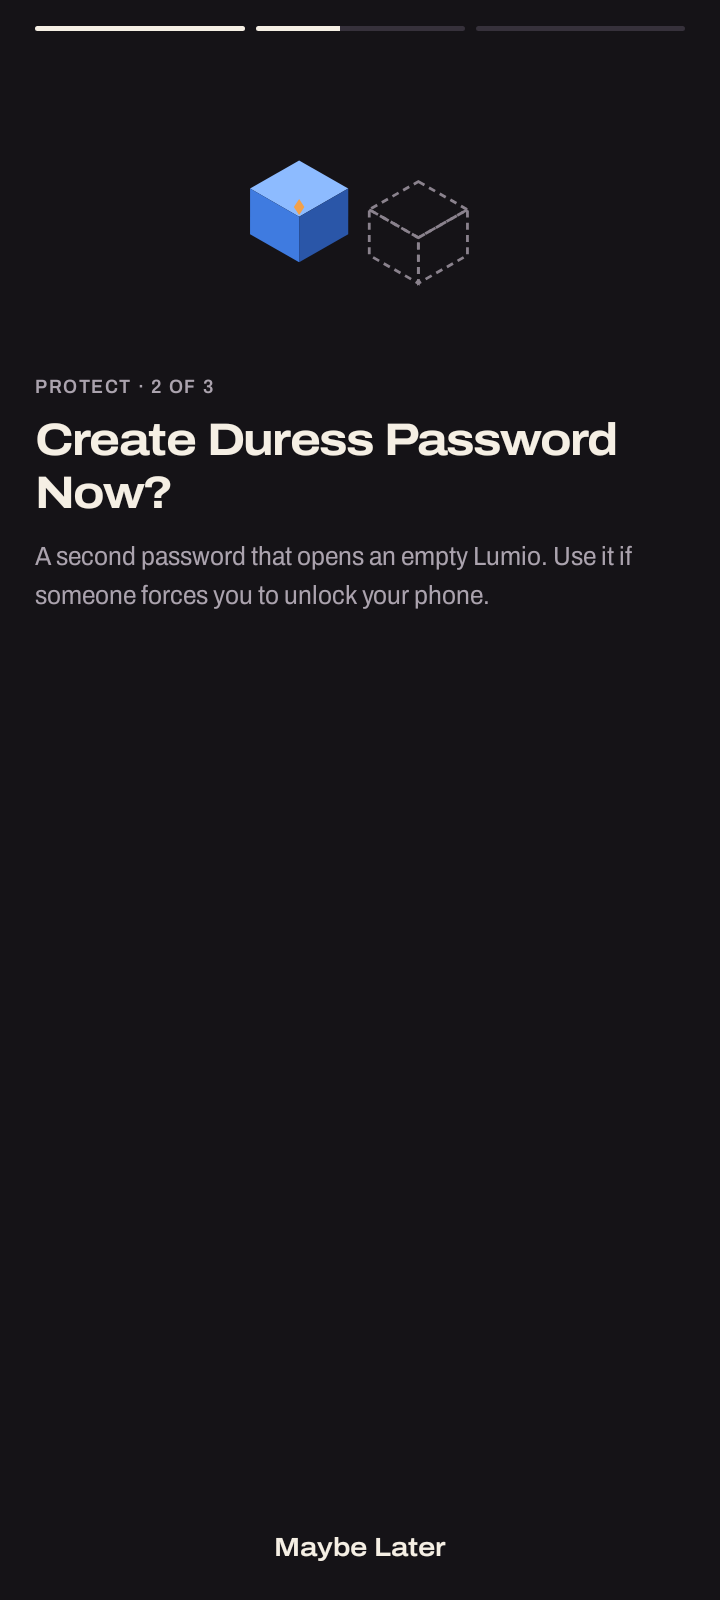 PROTECT · 2 OF 3
Create Duress Password
Now?
A second password that opens an empty Lumio. Use it if
someone forces you to unlock your phone.
Maybe Later